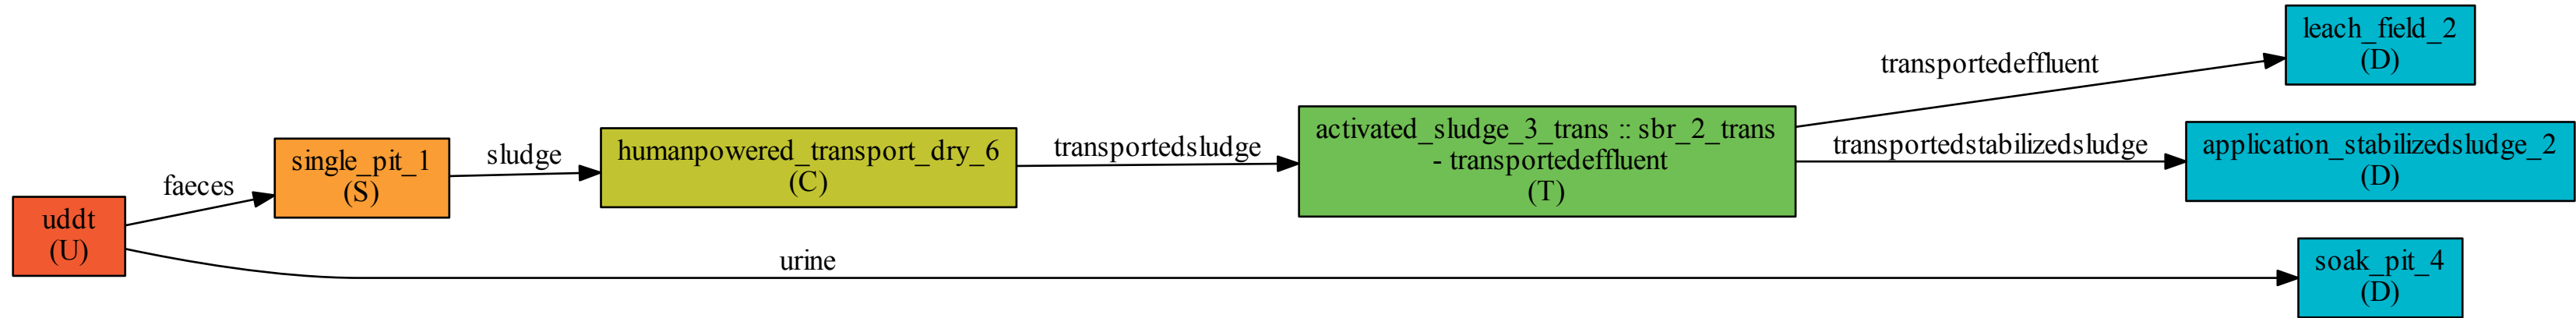 uddt
(U)
faeces
urine
single_pit_1
(S)
sludge
humanpowered_transport_dry_6
(C)
transportedsludge
activated_sludge_3_trans :: sbr_2_trans
- transportedeffluent
(T)
transportedeffluent
transportedstabilizedsludge
leach_field_2
(D)
application_stabilizedsludge_2
(D)
soak_pit_4
(D)